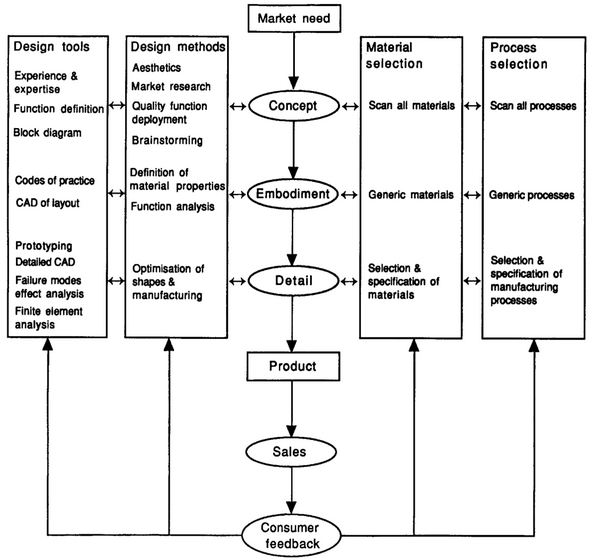 Market need
Design tools
Experience &
expertise
Function definition
Block diagram
Codes of practice
CAD of layout
Prototyping
Detailed CAD
Failure modes
effect analysis
Finite element
analysis
Design methods
Aesthetics
Market research
Quality function
deployment
Brainstorming
Definition of
material properties
Function analysis
Optimisation of
shapes &
manufacturing
Concept
Embodiment
Detail
Product
Sales
Consumer
feedback
Material
selection
Scan all materials
Generic materials
Selection &
specification of
materials
Process
selection
Scan all processes
Generic processes
Selection &
specification of
manufacturing
processes